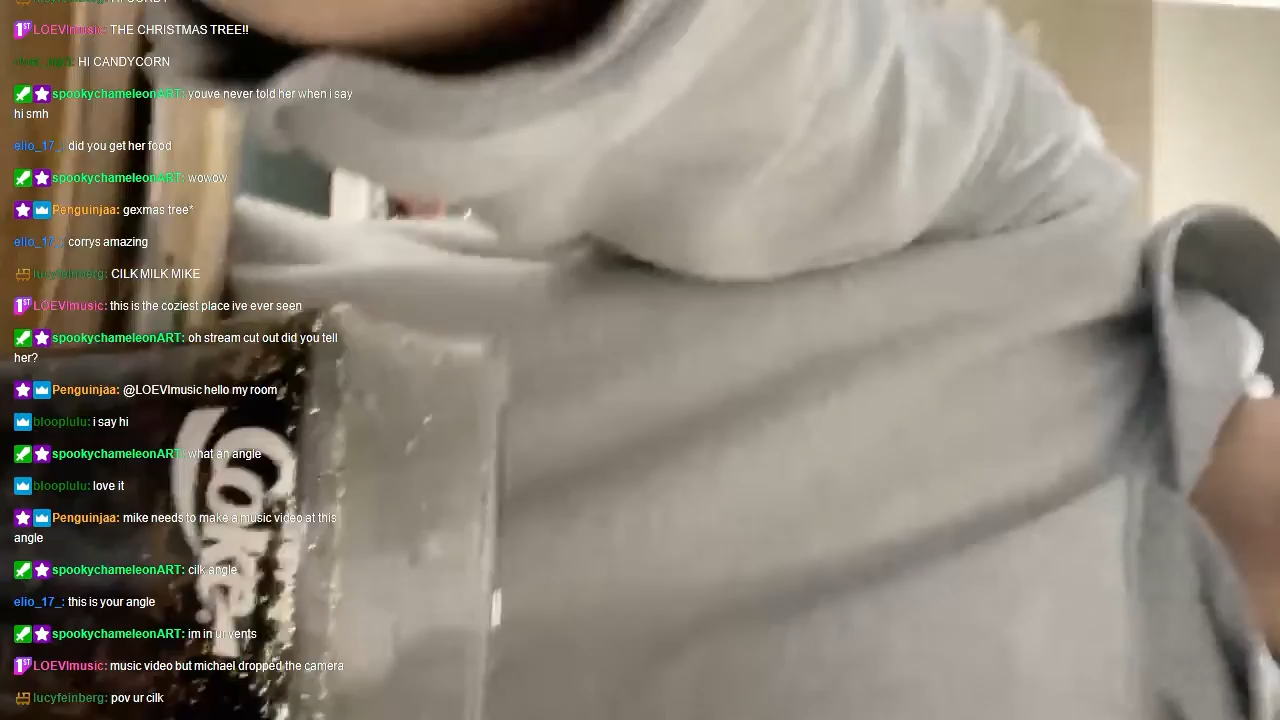 LOEVImusic: THE CHRISTMAS TREE!!
HI CANDYCORN
spookychameleonART: youve never told her when i say
hi smh
elio_17_: did you get her food
spookychameleonART: wowow
Penguinjaa: gexmas tree*
elio_17_: corrys amazing
lucyfeinberg: CILK MILK MIKE
LOEVImusic: this is the coziest place ive ever seen
spookychameleonART: oh stream cut out did you tell
her?
Penguinjaa: @LOEVImusic hello my room
blooplulu: i say hi
spookychameleonART: what an angle
blooplulu: love it
Penguinjaa: mike needs to make a music video at this
angle
spookychameleonART: cilk angle
elio_17_: this is your angle
spookychameleonART: im in ur vents
LOEVImusic: music video but michael dropped the camera
lucyfeinberg: pov ur cilk
Coke